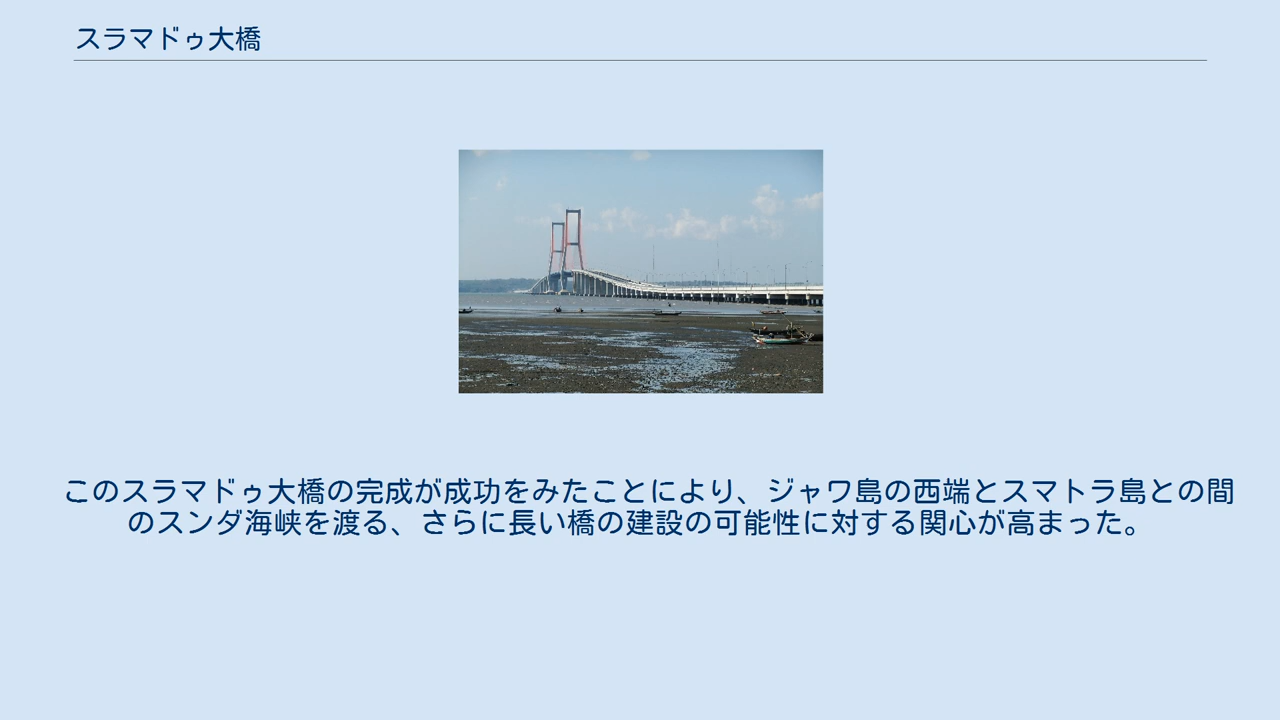 スラマドゥ大橋
このスラマドゥ大橋の完成が成功をみたことにより、ジャワ島の西端とスマトラ島との間
のスンダ海峡を渡る、さらに長い橋の建設の可能性に対する関心が高まった。